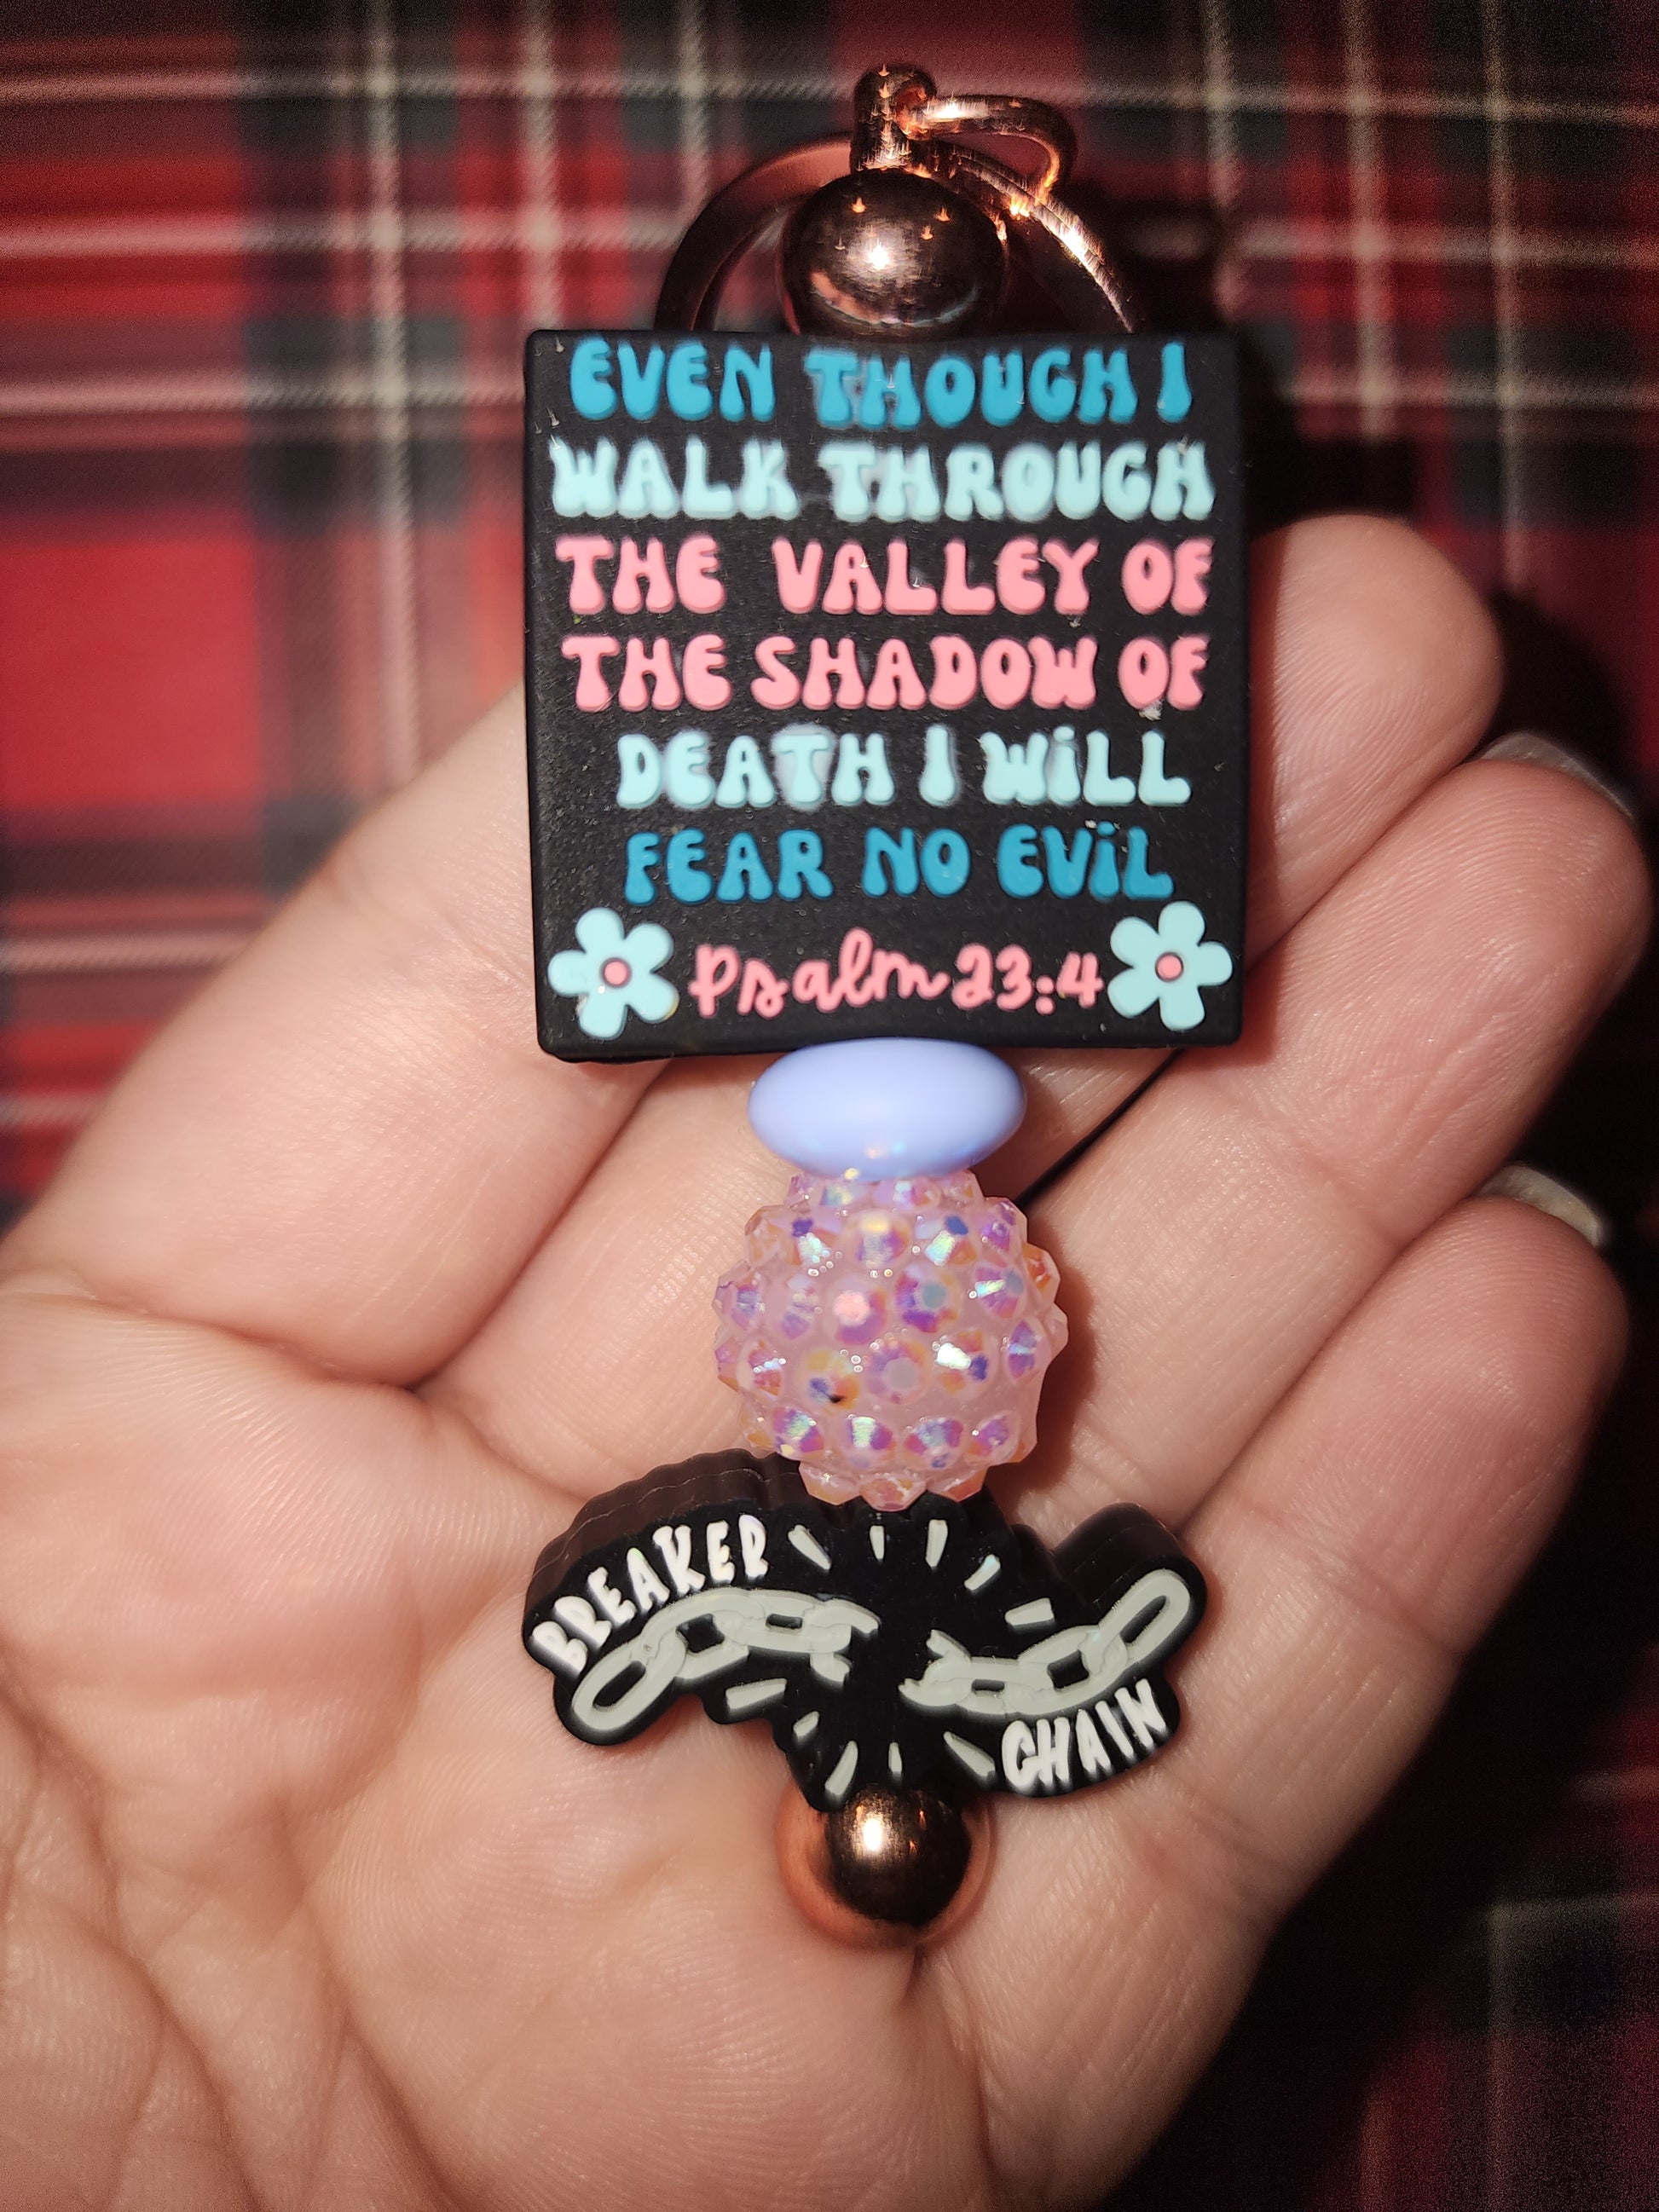 EVEN THOUGH I
WALK THROUGH
THE VALLEY OF
THE SHADOW OF
DEATH I WiLL
FEAR NO EViL
Psalm 23:4
BREAKER
CHAIN